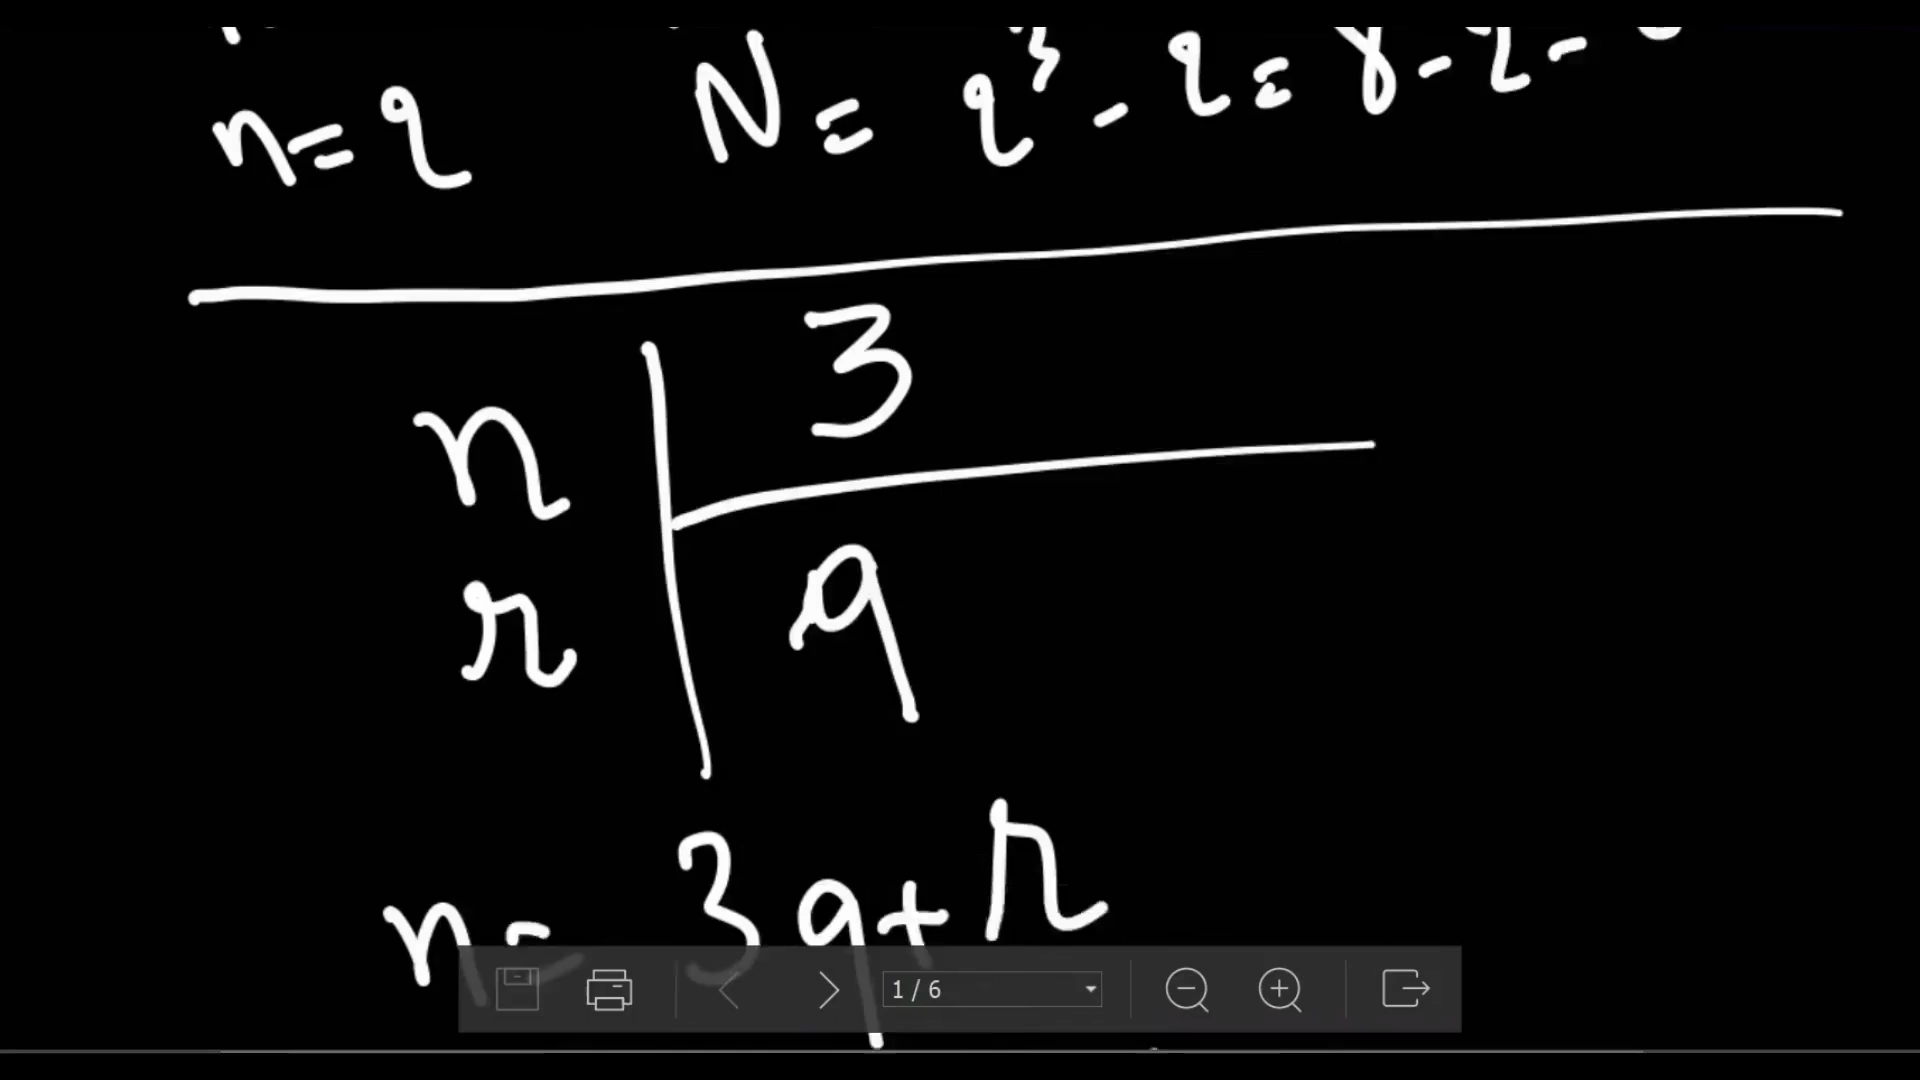 n=2 N = 2³ - 2 = 8 - 2 =
n 3
r q
n = 3q + r
1 / 6